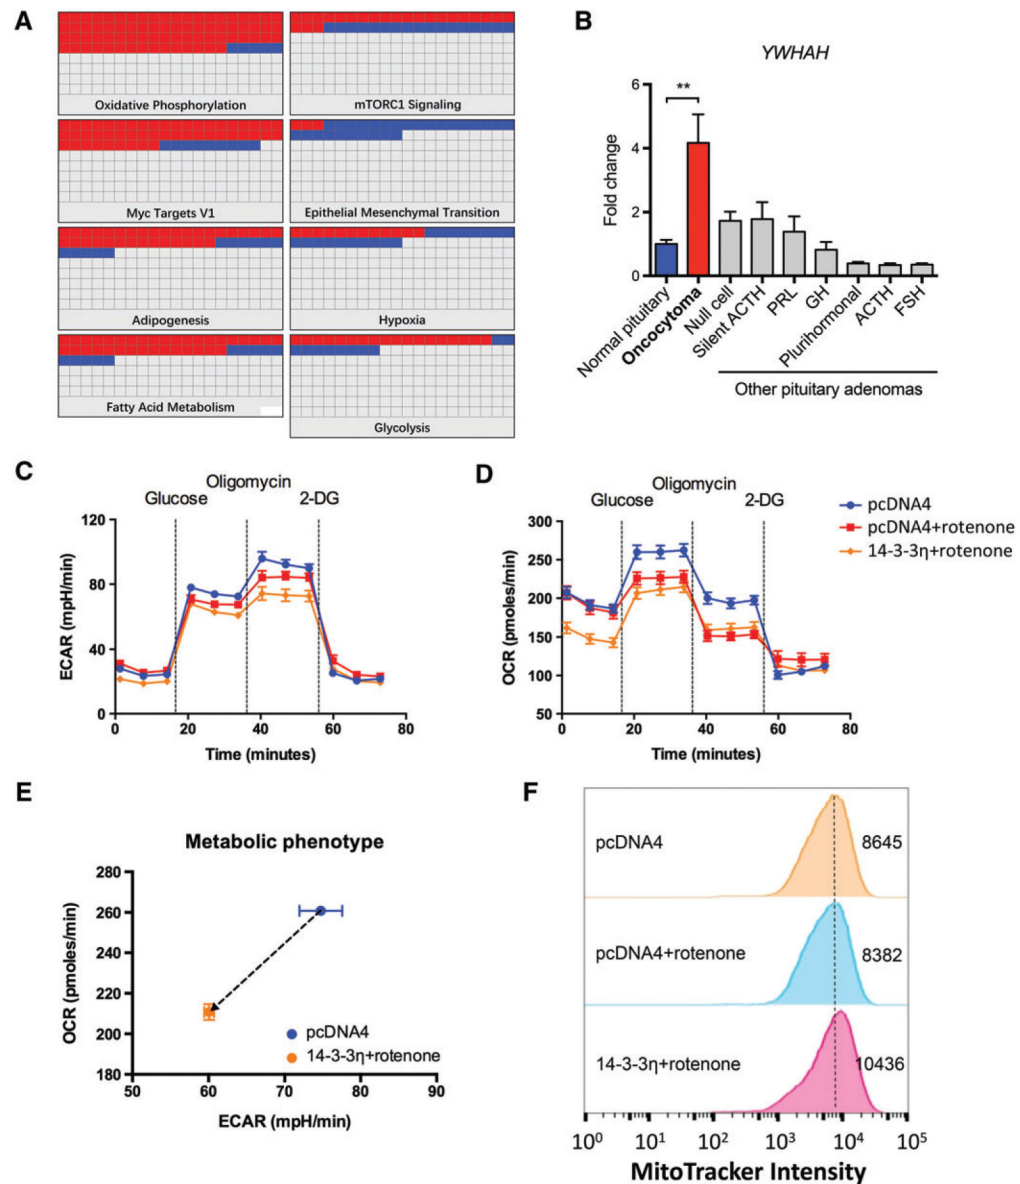 A
Oxidative Phosphorylation
mTORC1 Signaling
Myc Targets V1
Epithelial Mesenchymal Transition
Adipogenesis
Hypoxia
Fatty Acid Metabolism
Glycolysis
B
YWHAH
Fold change
6
4
2
0
**
Normal pituitary
Oncocytoma
Null cell
Silent ACTH
PRL
GH
Plurihormonal
ACTH
FSH
Other pituitary adenomas
C
Glucose
Oligomycin
2-DG
ECAR (mpH/min)
120
80
40
0
0 20 40 60 80
Time (minutes)
D
Glucose
Oligomycin
2-DG
OCR (pmoles/min)
300
250
200
150
100
50
0 20 40 60 80
Time (minutes)
pcDNA4
pcDNA4+rotenone
14-3-3η+rotenone
E
Metabolic phenotype
OCR (pmoles/min)
280
260
240
220
200
180
50 60 70 80 90
ECAR (mpH/min)
pcDNA4
14-3-3η+rotenone
F
pcDNA4 8645
pcDNA4+rotenone 8382
14-3-3η+rotenone 10436
10⁰ 10¹ 10² 10³ 10⁴ 10⁵
MitoTracker Intensity